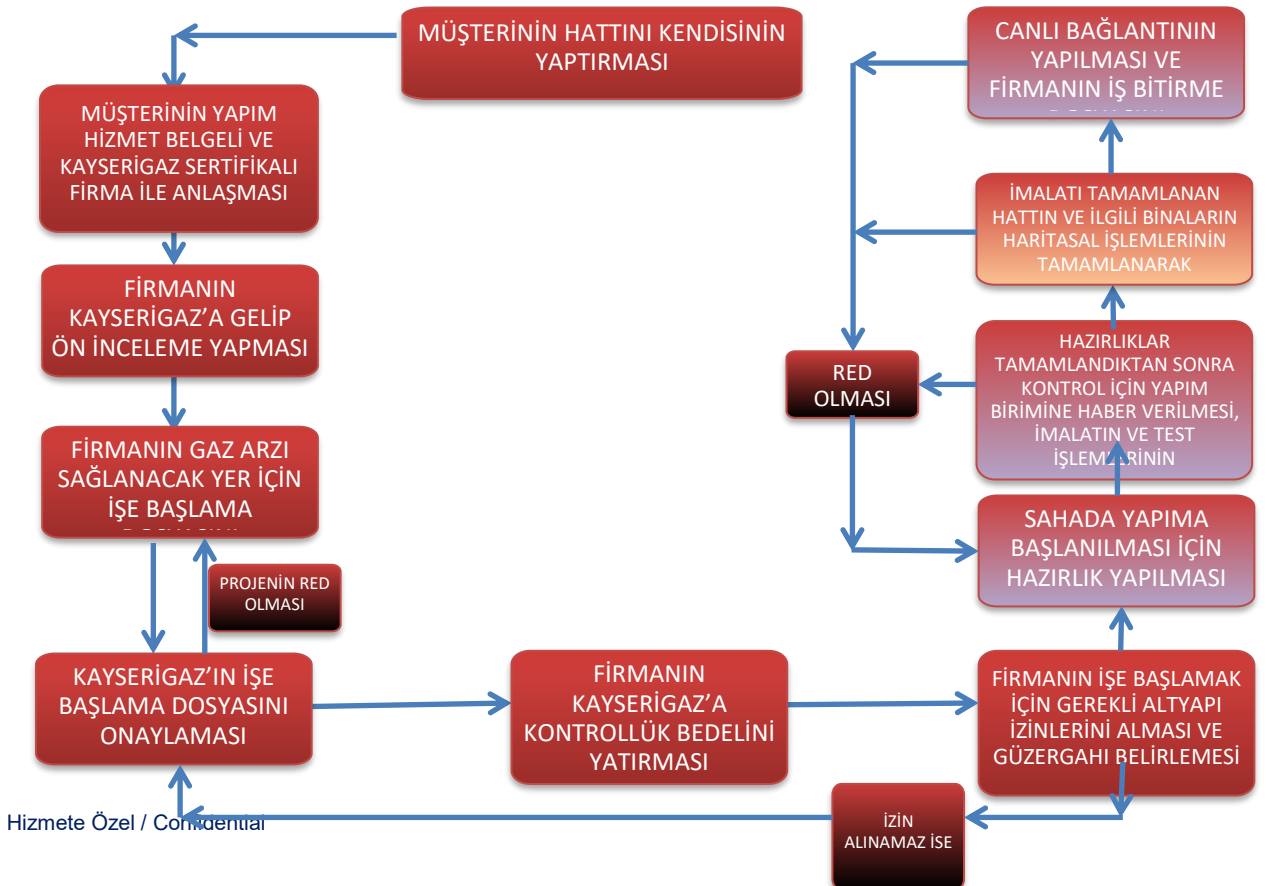 MÜŞTERİNİN HATTINI KENDİSİNİN
YAPTIRMASI
MÜŞTERİNİN YAPIM
HİZMET BELGELİ VE
KAYSERİGAZ SERTİFİKALI
FİRMA İLE ANLAŞMASI
FİRMANIN
KAYSERİGAZ’A GELİP
ÖN İNCELEME YAPMASI
FİRMANIN GAZ ARZI
SAĞLANACAK YER İÇİN
İŞE BAŞLAMA
PROJENİN RED
OLMASI
KAYSERİGAZ’IN İŞE
BAŞLAMA DOSYASINI
ONAYLAMASI
FİRMANIN
KAYSERİGAZ’A
KONTROLLÜK BEDELİNİ
YATIRMASI
FİRMANIN İŞE BAŞLAMAK
İÇİN GEREKLİ ALTYAPI
İZİNLERİNİ ALMASI VE
GÜZERGAHI BELİRLEMESİ
İZİN
ALINAMAZ İSE
SAHADA YAPIMA
BAŞLANILMASI İÇİN
HAZIRLIK YAPILMASI
HAZIRLIKLAR
TAMAMLANDIKTAN SONRA
KONTROL İÇİN YAPIM
BİRİMİNE HABER VERİLMESİ,
İMALATIN VE TEST
İŞLEMLERİNİN
RED
OLMASI
İMALATI TAMAMLANAN
HATTIN VE İLGİLİ BİNALARIN
HARİTASAL İŞLEMLERİNİN
TAMAMLANARAK
CANLI BAĞLANTININ
YAPILMASI VE
FİRMANIN İŞ BİTİRME
Hizmete Özel / Confidential